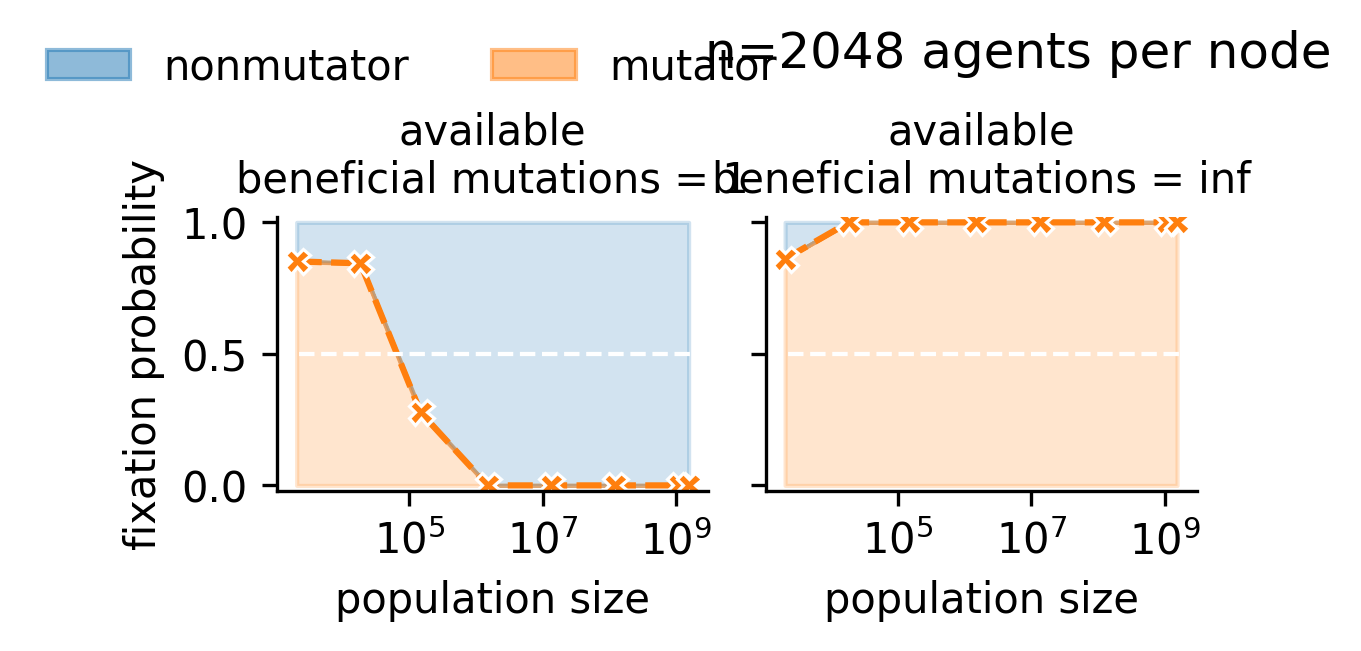 nonmutator
mutator
n=2048 agents per node
available
beneficial mutations = 1
available
beneficial mutations = inf
fixation probability
1.0
0.5
0.0
10⁵
10⁷
10⁹
10⁵
10⁷
10⁹
population size
population size